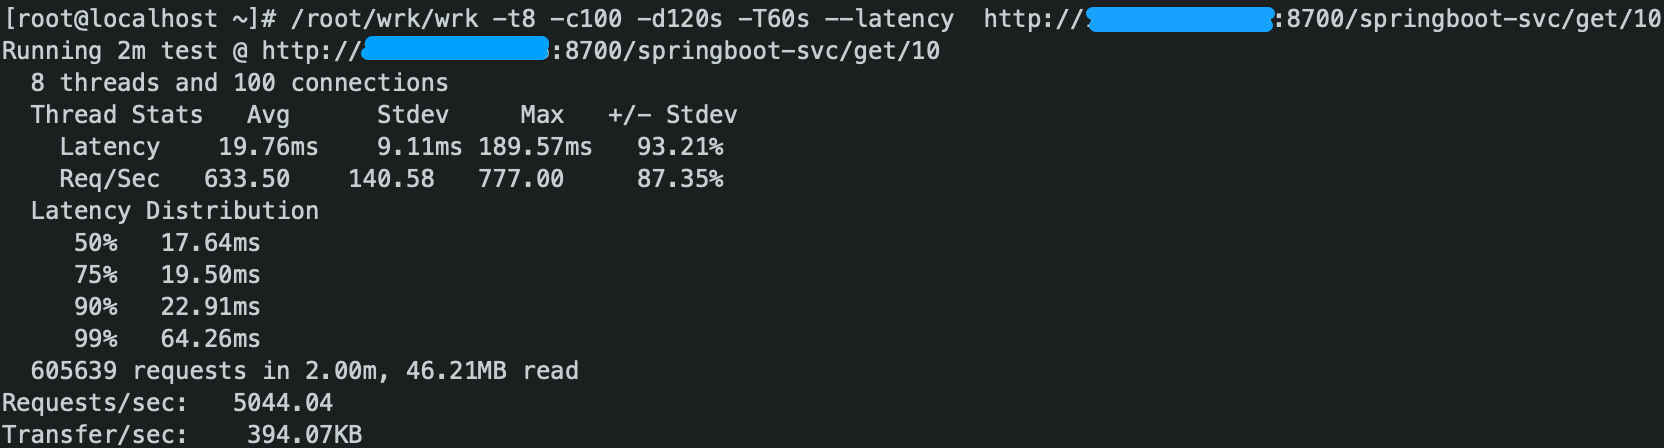 [root@localhost ~]# /root/wrk/wrk -t8 -c100 -d120s -T60s --latency  http://:8700/springboot-svc/get/10
Running 2m test @ http://:8700/springboot-svc/get/10
  8 threads and 100 connections
  Thread Stats   Avg      Stdev     Max   +/- Stdev
    Latency    19.76ms    9.11ms 189.57ms   93.21%
    Req/Sec   633.50    140.58   777.00     87.35%
  Latency Distribution
     50%   17.64ms
     75%   19.50ms
     90%   22.91ms
     99%   64.26ms
  605639 requests in 2.00m, 46.21MB read
Requests/sec:   5044.04
Transfer/sec:    394.07KB